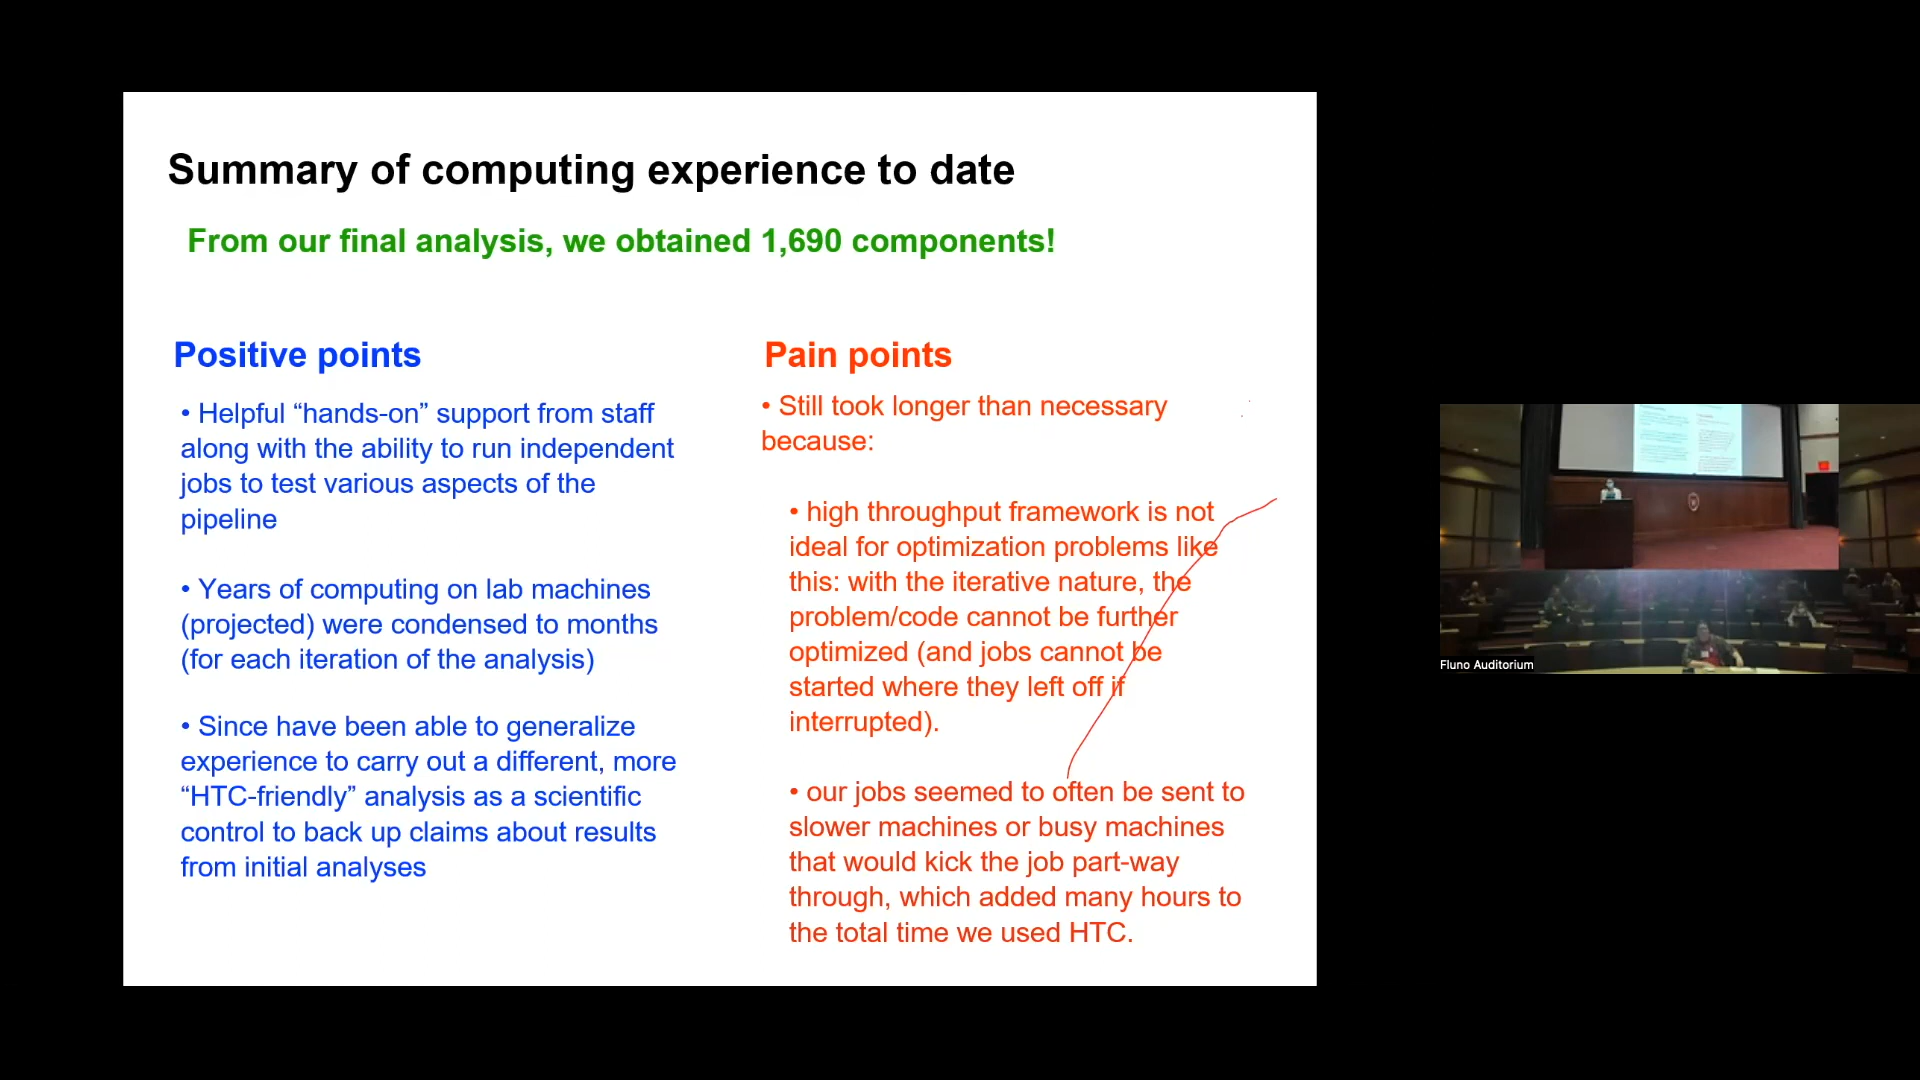 Summary of computing experience to date
From our final analysis, we obtained 1,690 components!
Positive points
• Helpful “hands-on” support from staff
along with the ability to run independent
jobs to test various aspects of the
pipeline
• Years of computing on lab machines
(projected) were condensed to months
(for each iteration of the analysis)
• Since have been able to generalize
experience to carry out a different, more
“HTC-friendly” analysis as a scientific
control to back up claims about results
from initial analyses
Pain points
• Still took longer than necessary
because:
• high throughput framework is not
ideal for optimization problems like
this: with the iterative nature, the
problem/code cannot be further
optimized (and jobs cannot be
started where they left off if
interrupted).
• our jobs seemed to often be sent to
slower machines or busy machines
that would kick the job part-way
through, which added many hours to
the total time we used HTC.
Fluno Auditorium